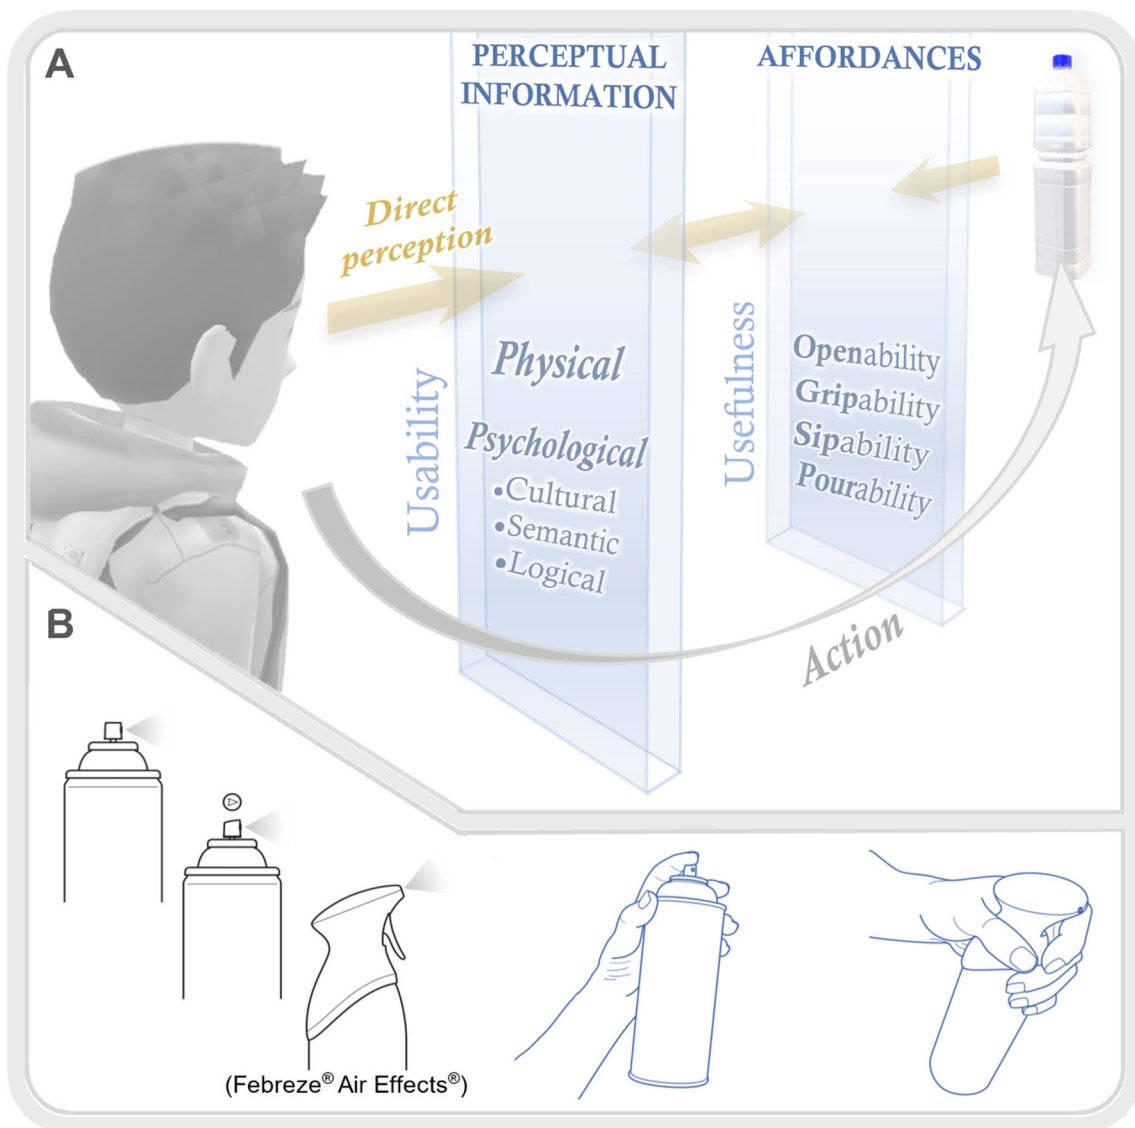 A
PERCEPTUAL
INFORMATION
AFFORDANCES
Direct
perception
Usability
Physical
Psychological
•Cultural
•Semantic
•Logical
Usefulness
Openability
Gripability
Sipability
Pourability
Action
B
(Febreze® Air Effects®)